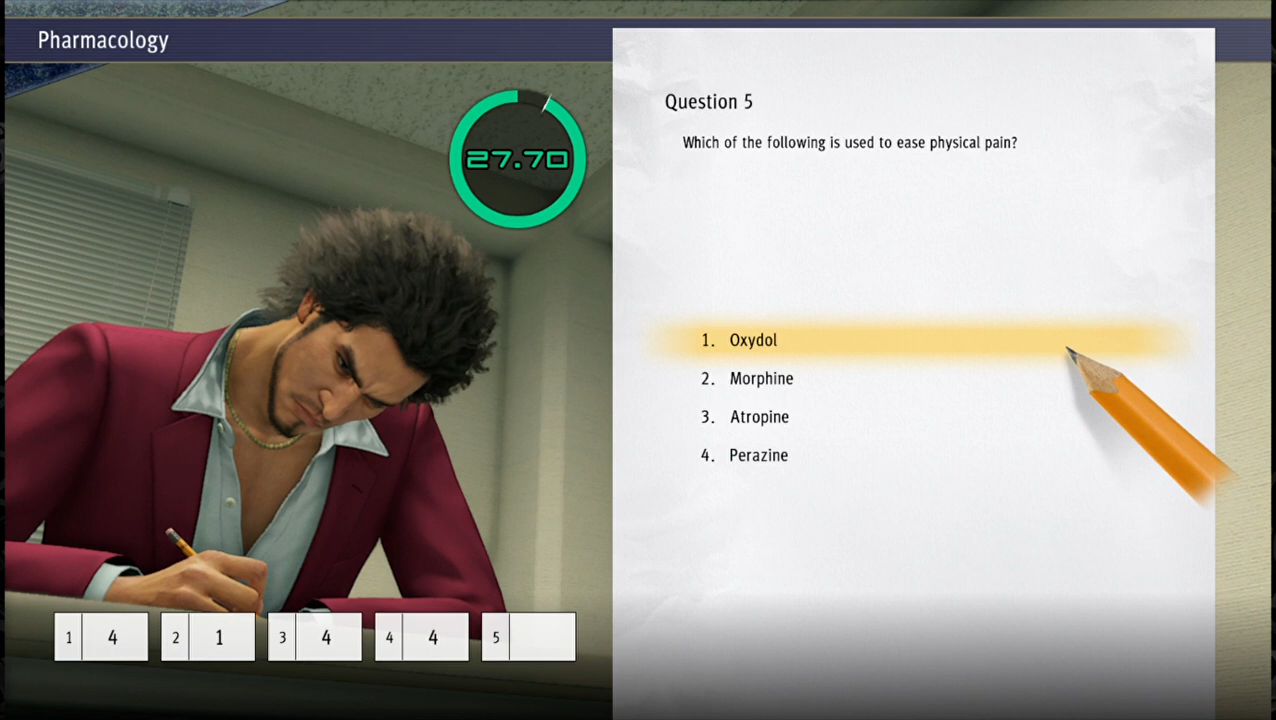 Pharmacology
27.70
Question 5
Which of the following is used to ease physical pain?
1. Oxydol
2. Morphine
3. Atropine
4. Perazine
1 4 2 1 3 4 4 4 5